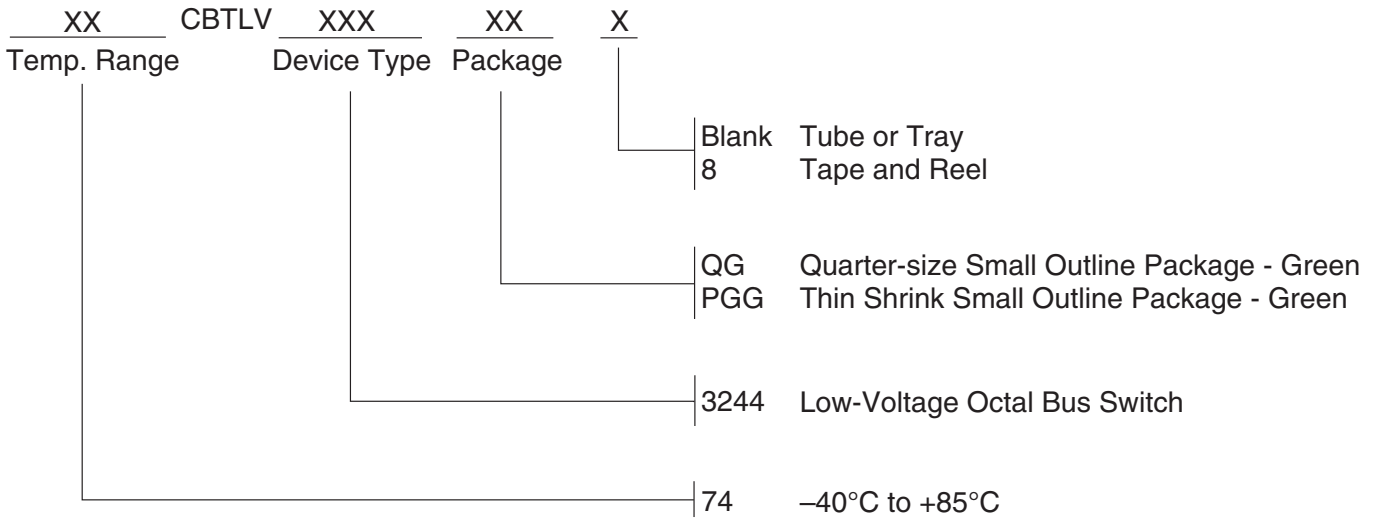 XX CBTLV XXX XX X
Temp. Range Device Type Package
Blank Tube or Tray
8 Tape and Reel
QG Quarter-size Small Outline Package - Green
PGG Thin Shrink Small Outline Package - Green
3244 Low-Voltage Octal Bus Switch
74 –40°C to +85°C